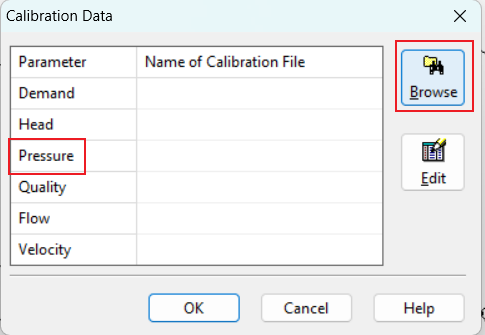 Calibration Data
Parameter Name of Calibration File
Demand
Head
Pressure
Quality
Flow
Velocity
Browse
Edit
OK Cancel Help